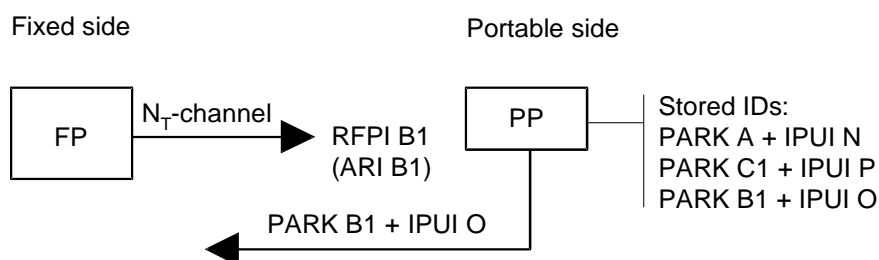 Fixed side
Portable side
FP
N_T-channel
RFPI B1
(ARI B1)
PP
Stored IDs:
PARK A + IPUI N
PARK C1 + IPUI P
PARK B1 + IPUI O
PARK B1 + IPUI O